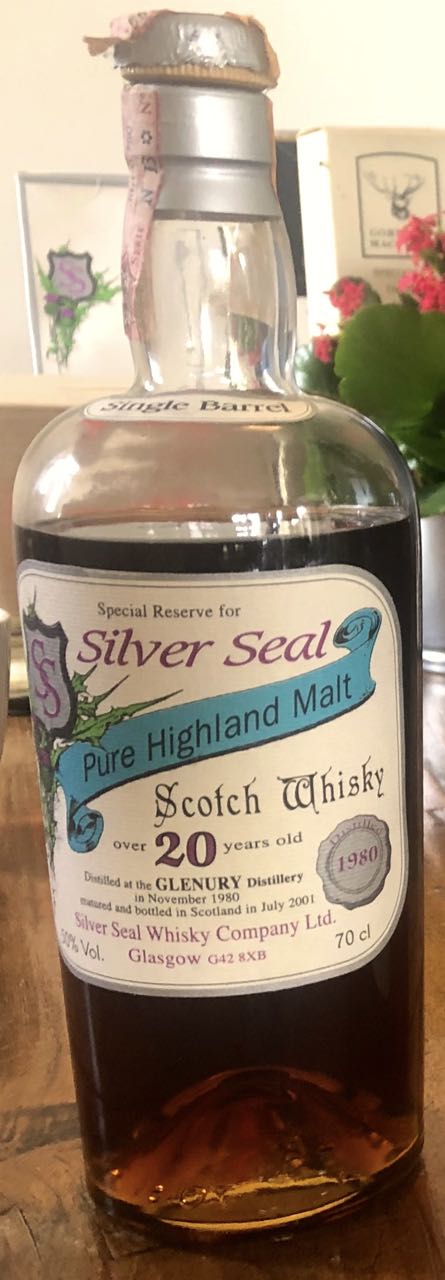 Single Barrel
Special Reserve for
Silver Seal
SS
Pure Highland Malt
Scotch Whisky
over 20 years old
Distilled at the GLENURY Distillery
in November 1980
matured and bottled in Scotland in July 2001
Distilled
1980
Silver Seal Whisky Company Ltd.
% Vol.
Glasgow G42 8XB
70 cl
SS